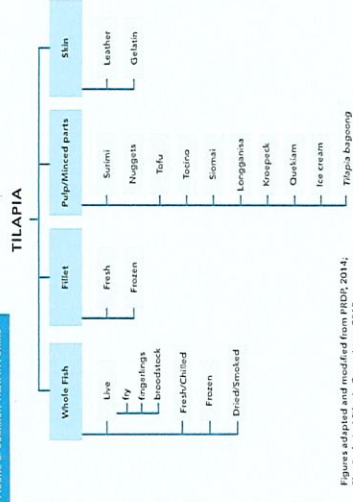 TILAPIA
Whole Fish
Live
fry
fingerlings
broodstock
Fresh/Chilled
Frozen
Dried/Smoked
Fillet
Fresh
Frozen
Pulp/Minced parts
Surimi
Nuggets
Tofu
Tocino
Siomai
Longganisa
Kroepeck
Quekiam
Ice cream
Tilapia bagoong
Skin
Leather
Gelatin
Figures adapted and modified from PRDP, 2014;